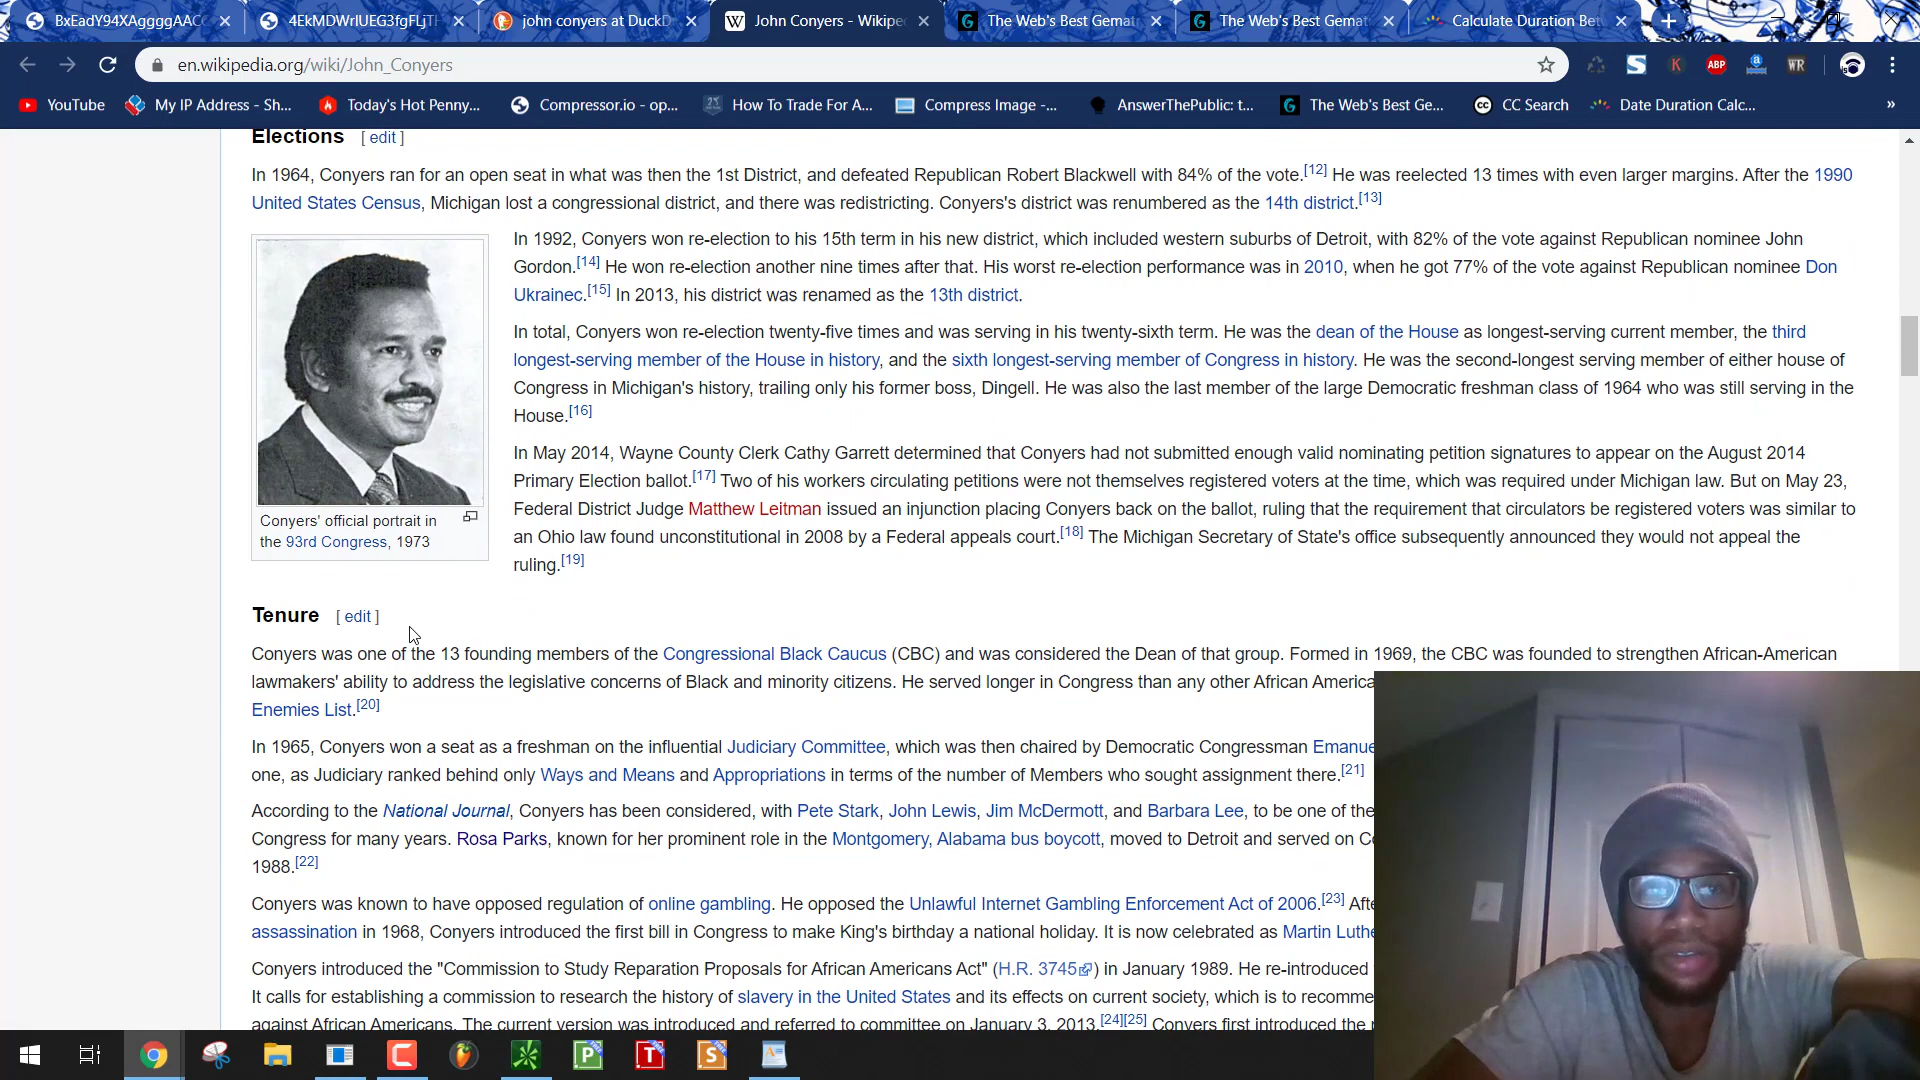 BxEadY94XAggggAACC
4EkMDWrIUEG3fgFLjTH
john conyers at DuckD
John Conyers - Wikipe
The Web's Best Gemat
The Web's Best Gemat
Calculate Duration Bet
en.wikipedia.org/wiki/John_Conyers
YouTube
My IP Address - Sh...
Today's Hot Penny...
Compressor.io - op...
How To Trade For A...
Compress Image -...
AnswerThePublic: t...
The Web's Best Ge...
CC Search
Date Duration Calc...
Elections [ edit ]
In 1964, Conyers ran for an open seat in what was then the 1st District, and defeated Republican Robert Blackwell with 84% of the vote.[12] He was reelected 13 times with even larger margins. After the 1990
United States Census, Michigan lost a congressional district, and there was redistricting. Conyers's district was renumbered as the 14th district.[13]
In 1992, Conyers won re-election to his 15th term in his new district, which included western suburbs of Detroit, with 82% of the vote against Republican nominee John
Gordon.[14] He won re-election another nine times after that. His worst re-election performance was in 2010, when he got 77% of the vote against Republican nominee Don
Ukrainec.[15] In 2013, his district was renamed as the 13th district.
In total, Conyers won re-election twenty-five times and was serving in his twenty-sixth term. He was the dean of the House as longest-serving current member, the third
longest-serving member of the House in history, and the sixth longest-serving member of Congress in history. He was the second-longest serving member of either house of
Congress in Michigan's history, trailing only his former boss, Dingell. He was also the last member of the large Democratic freshman class of 1964 who was still serving in the
House.[16]
In May 2014, Wayne County Clerk Cathy Garrett determined that Conyers had not submitted enough valid nominating petition signatures to appear on the August 2014
Primary Election ballot.[17] Two of his workers circulating petitions were not themselves registered voters at the time, which was required under Michigan law. But on May 23,
Federal District Judge Matthew Leitman issued an injunction placing Conyers back on the ballot, ruling that the requirement that circulators be registered voters was similar to
an Ohio law found unconstitutional in 2008 by a Federal appeals court.[18] The Michigan Secretary of State's office subsequently announced they would not appeal the
ruling.[19]
Conyers' official portrait in
the 93rd Congress, 1973
Tenure [ edit ]
Conyers was one of the 13 founding members of the Congressional Black Caucus (CBC) and was considered the Dean of that group. Formed in 1969, the CBC was founded to strengthen African-American
lawmakers' ability to address the legislative concerns of Black and minority citizens. He served longer in Congress than any other African America
Enemies List.[20]
In 1965, Conyers won a seat as a freshman on the influential Judiciary Committee, which was then chaired by Democratic Congressman Emanue
one, as Judiciary ranked behind only Ways and Means and Appropriations in terms of the number of Members who sought assignment there.[21]
According to the National Journal, Conyers has been considered, with Pete Stark, John Lewis, Jim McDermott, and Barbara Lee, to be one of the
Congress for many years. Rosa Parks, known for her prominent role in the Montgomery, Alabama bus boycott, moved to Detroit and served on C
1988.[22]
Conyers was known to have opposed regulation of online gambling. He opposed the Unlawful Internet Gambling Enforcement Act of 2006.[23] Afte
assassination in 1968, Conyers introduced the first bill in Congress to make King's birthday a national holiday. It is now celebrated as Martin Luthe
Conyers introduced the "Commission to Study Reparation Proposals for African Americans Act" (H.R. 3745) in January 1989. He re-introduced
It calls for establishing a commission to research the history of slavery in the United States and its effects on current society, which is to recomme
against African Americans. The current version was introduced and referred to committee on January 3, 2013.[24][25] Conyers first introduced the